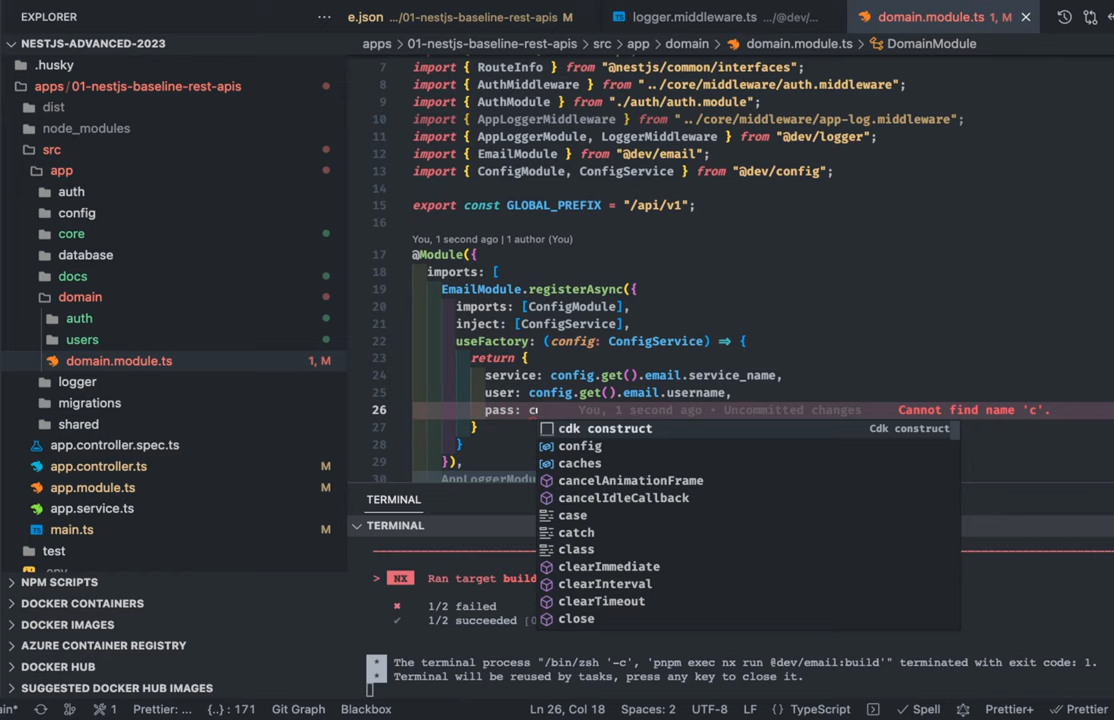 EXPLORER
···
e.json .../01-nestjs-baseline-rest-apis M
logger.middleware.ts .../@dev/...
domain.module.ts 1, M
NESTJS-ADVANCED-2023
apps > 01-nestjs-baseline-rest-apis > src > app > domain > domain.module.ts > DomainModule
.husky
apps / 01-nestjs-baseline-rest-apis
dist
node_modules
src
app
auth
config
core
database
docs
domain
auth
users
domain.module.ts 1, M
logger
migrations
shared
app.controller.spec.ts
app.controller.ts M
app.module.ts M
app.service.ts
main.ts M
test
NPM SCRIPTS
DOCKER CONTAINERS
DOCKER IMAGES
AZURE CONTAINER REGISTRY
DOCKER HUB
SUGGESTED DOCKER HUB IMAGES
7 import { RouteInfo } from "@nestjs/common/interfaces";
8 import { AuthMiddleware } from "../core/middleware/auth.middleware";
9 import { AuthModule } from "./auth/auth.module";
10 import { AppLoggerMiddleware } from "../core/middleware/app-log.middleware";
11 import { AppLoggerModule, LoggerMiddleware } from "@dev/logger";
12 import { EmailModule } from "@dev/email";
13 import { ConfigModule, ConfigService } from "@dev/config";
14
15 export const GLOBAL_PREFIX = "/api/v1";
16
You, 1 second ago | 1 author (You)
17 @Module({
18 imports: [
19 EmailModule.registerAsync({
20 imports: [ConfigModule],
21 inject: [ConfigService],
22 useFactory: (config: ConfigService) => {
23 return {
24 service: config.get().email.service_name,
25 user: config.get().email.username,
26 pass: c You, 1 second ago • Uncommitted changes Cannot find name 'c'.
27 }
28 }
29 }),
30 AppLoggerModu
cdk construct Cdk construct
config
caches
cancelAnimationFrame
cancelIdleCallback
case
catch
class
clearImmediate
clearInterval
clearTimeout
close
TERMINAL
TERMINAL
> NX Ran target build
✖ 1/2 failed
✓ 1/2 succeeded [0
* The terminal process "/bin/zsh '-c', 'pnpm exec nx run @dev/email:build'" terminated with exit code: 1.
* Terminal will be reused by tasks, press any key to close it.
ain* 1 Prettier: ... {..} : 171 Git Graph Blackbox Ln 26, Col 18 Spaces: 2 UTF-8 LF {} TypeScript Spell Prettier+ Prettier